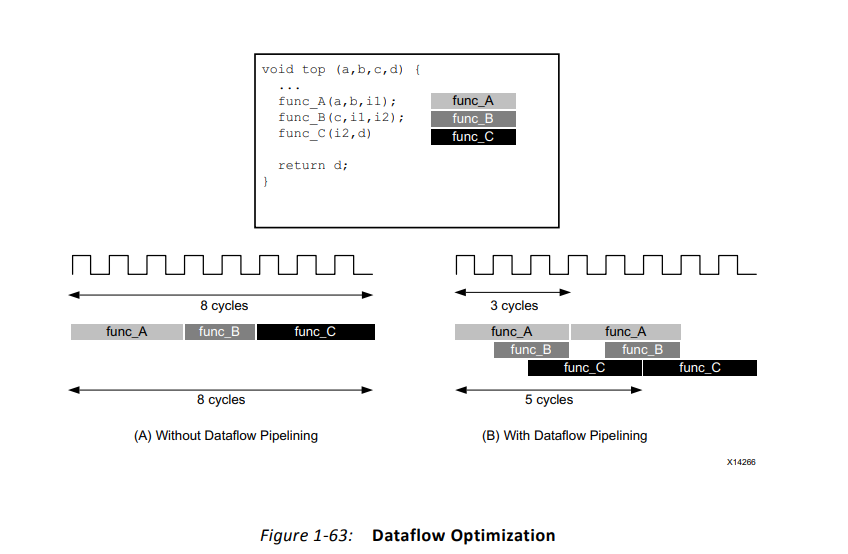 void top (a,b,c,d) {
...
func_A(a,b,i1);
func_B(c,i1,i2);
func_C(i2,d)
return d;
}
func_A
func_B
func_C
8 cycles
func_A func_B func_C
8 cycles
(A) Without Dataflow Pipelining
3 cycles
func_A func_A
func_B func_B
func_C func_C
5 cycles
(B) With Dataflow Pipelining
X14266
Figure 1-63: Dataflow Optimization